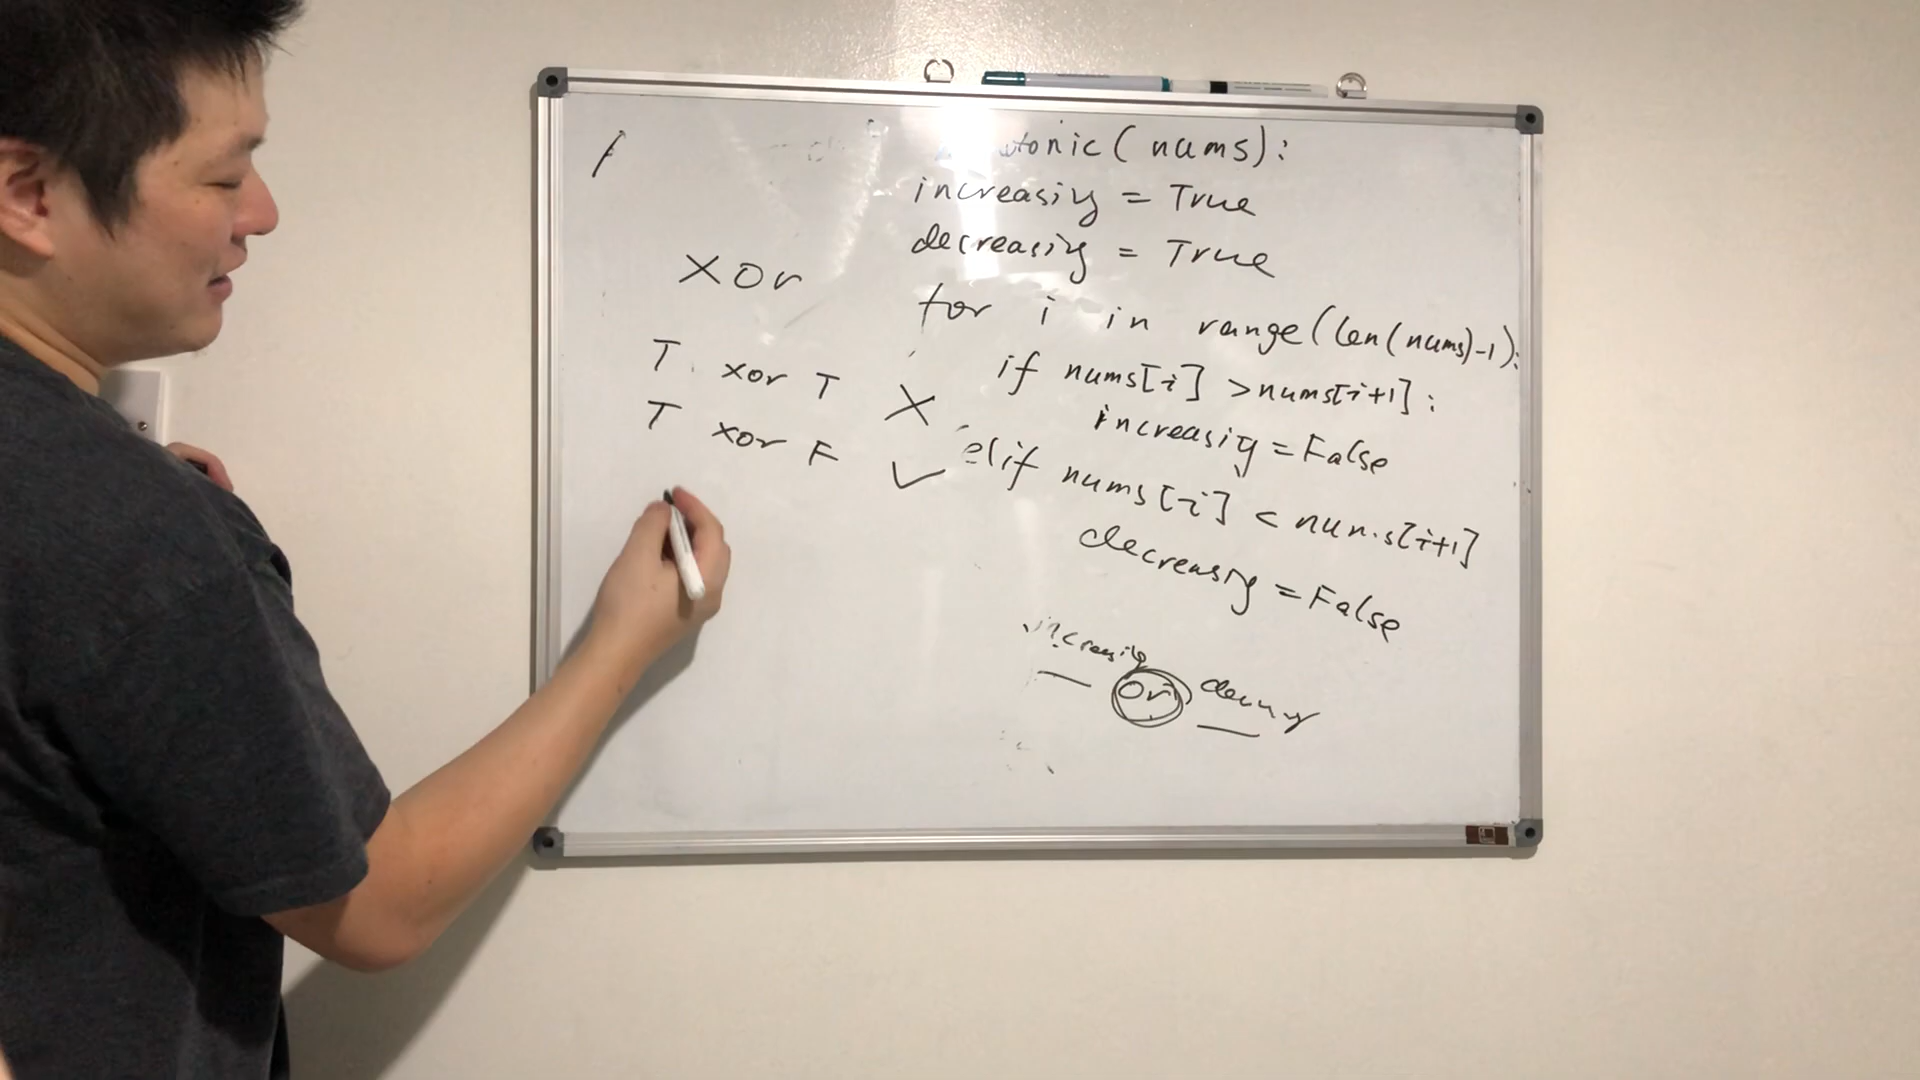 tonic(nums):
increasing = True
decreasing = True
for i in range(len(nums)-1):
if nums[i] > nums[i+1]:
increasing = False
elif nums[i] < nums[i+1]
decreasing = False
increasing or
xor
T xor T X
T xor F ✓